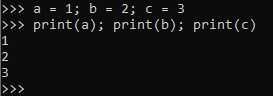 >>> a = 1; b = 2; c = 3
>>> print(a); print(b); print(c)
1
2
3
>>>